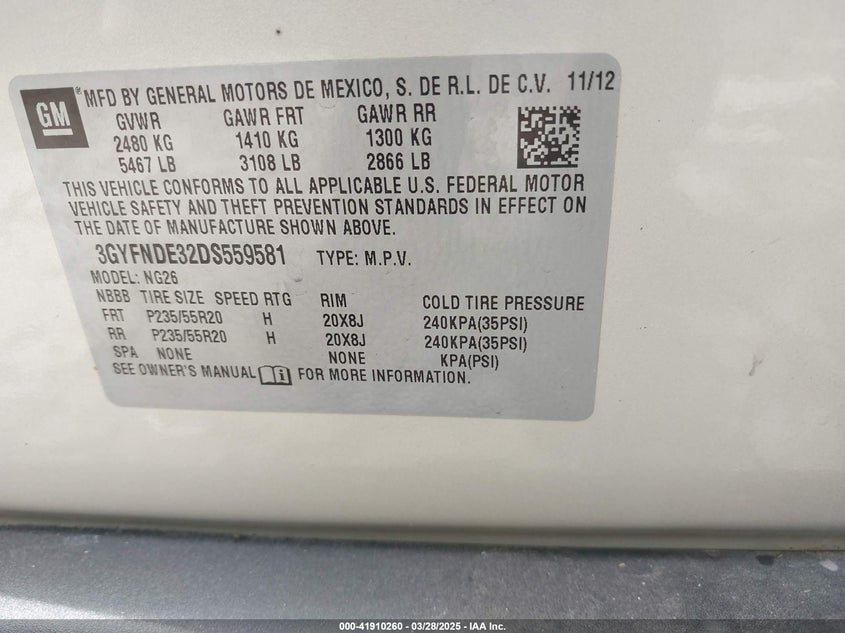 GM
® MFD BY GENERAL MOTORS DE MEXICO, S. DE R.L. DE C.V. 11/12
GVWR GAWR FRT GAWR RR
2480 KG 1410 KG 1300 KG
5467 LB 3108 LB 2866 LB
THIS VEHICLE CONFORMS TO ALL APPLICABLE U.S. FEDERAL MOTOR
VEHICLE SAFETY AND THEFT PREVENTION STANDARDS IN EFFECT ON
THE DATE OF MANUFACTURE SHOWN ABOVE.
3GYFNDE32DS559581 TYPE: M.P.V.
MODEL: NG26
NBBB TIRE SIZE SPEED RTG RIM COLD TIRE PRESSURE
FRT P235/55R20 H 20X8J 240KPA(35PSI)
RR P235/55R20 H 20X8J 240KPA(35PSI)
SPA NONE NONE KPA(PSI)
SEE OWNER'S MANUAL FOR MORE INFORMATION.
000-41910260 - 03/28/2025 - IAA Inc.